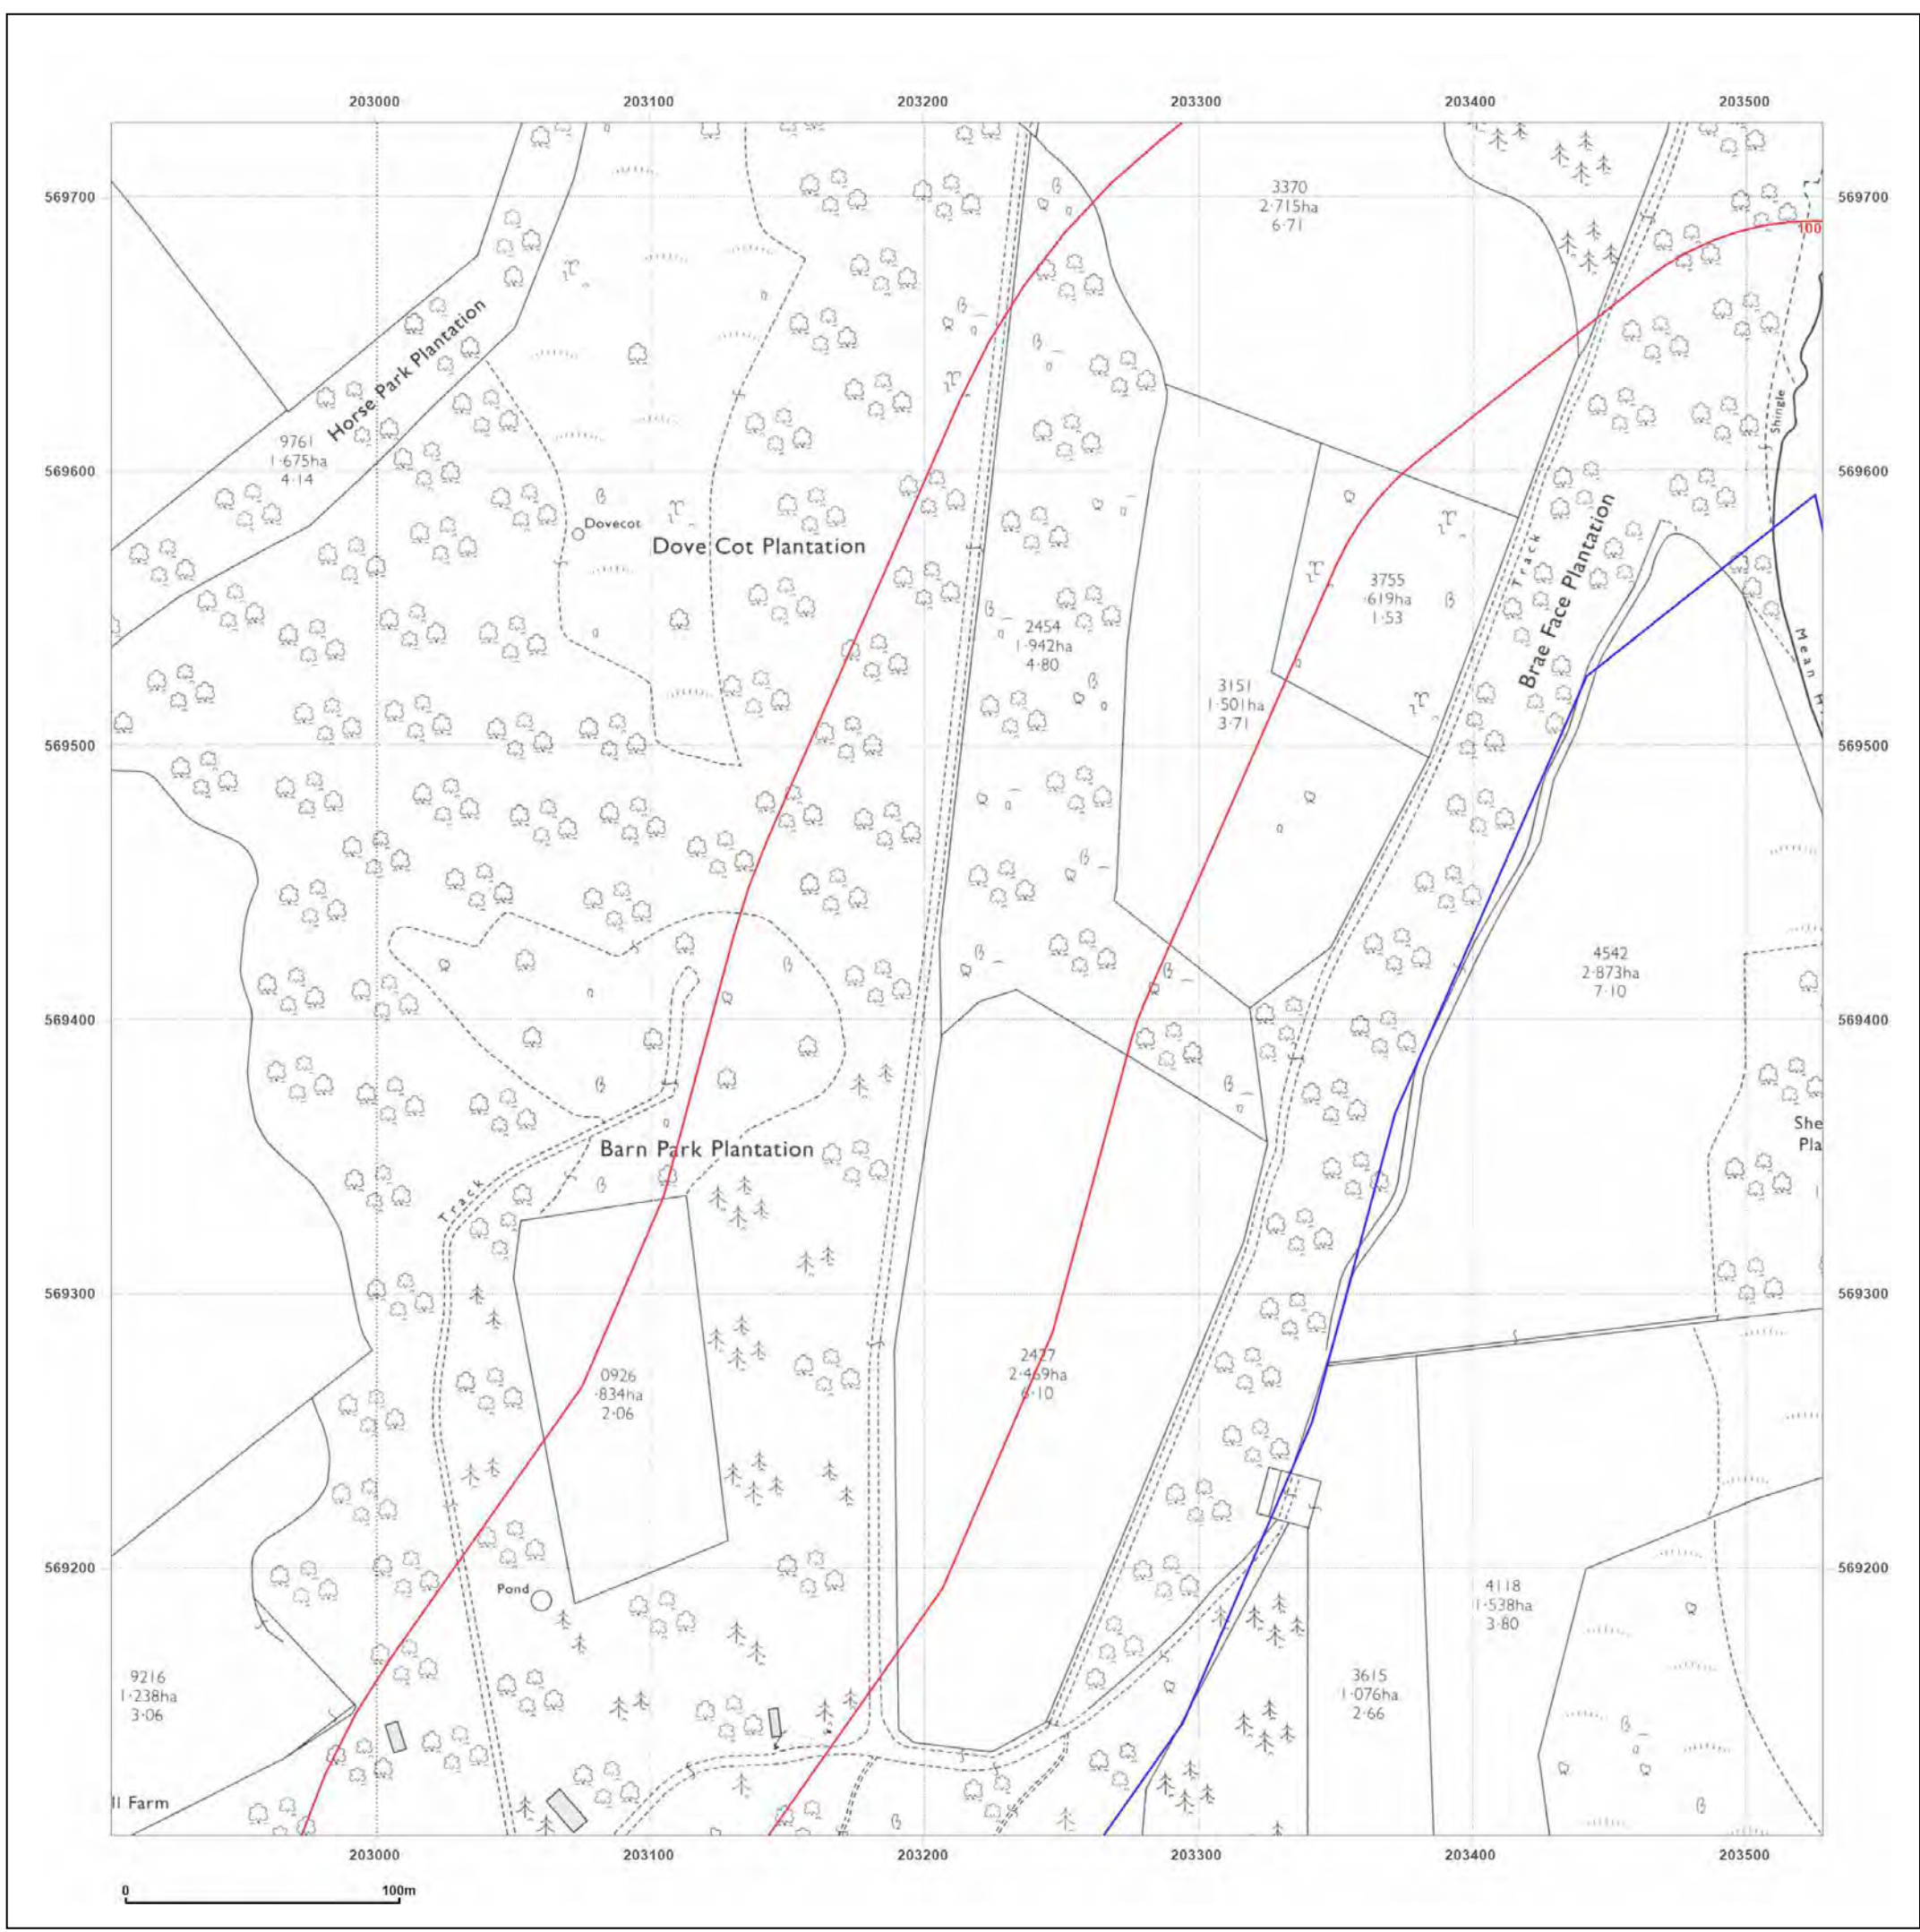 203000 203100 203200 203300 203400 203500
569700 569700
3370
2·715ha
6·71
100
Horse Park Plantation
9761
1·675ha
4·14
Shingle
569600 569600
Dovecot
Dove Cot Plantation
Track
Brae Face Plantation
3755
·619ha
1·53
2454
1·942ha
4·80
Mean H
3151
1·501ha
3·71
569500 569500
4542
2·873ha
7·10
569400 569400
She
Pla
Barn Park Plantation
Track
569300 569300
2427
2·469ha
6·10
0926
·834ha
2·06
569200 569200
Pond
4118
1·538ha
3·80
9216
1·238ha
3·06
3615
1·076ha
2·66
ll Farm
203000 203100 203200 203300 203400 203500
0 100m